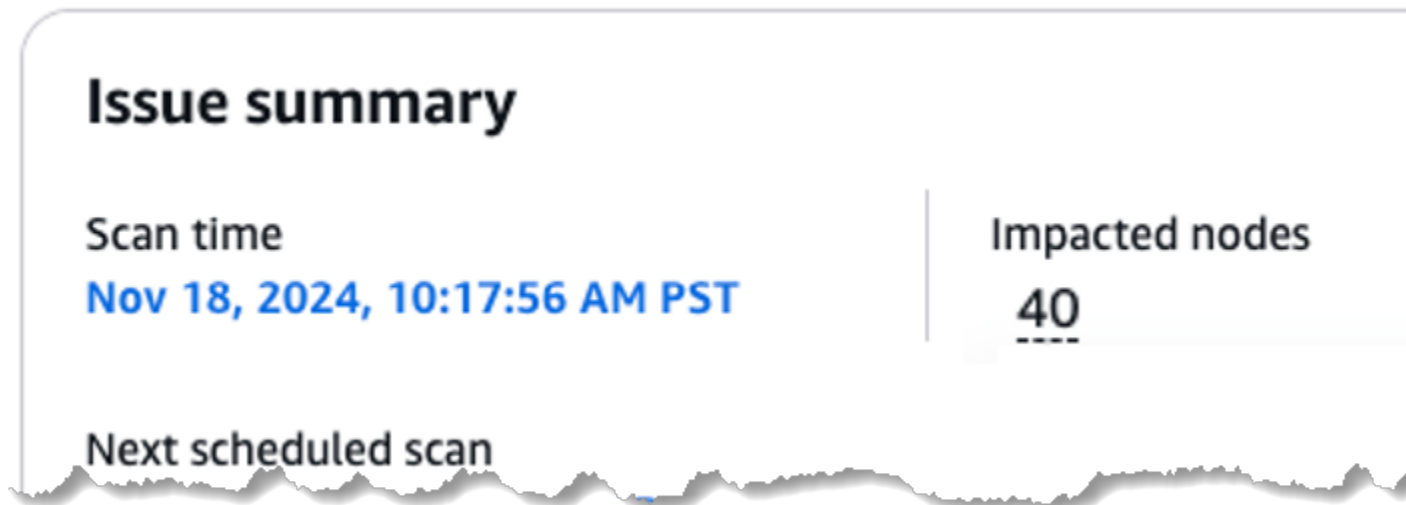 Issue summary
Scan time
Nov 18, 2024, 10:17:56 AM PST
Impacted nodes
40
Next scheduled scan